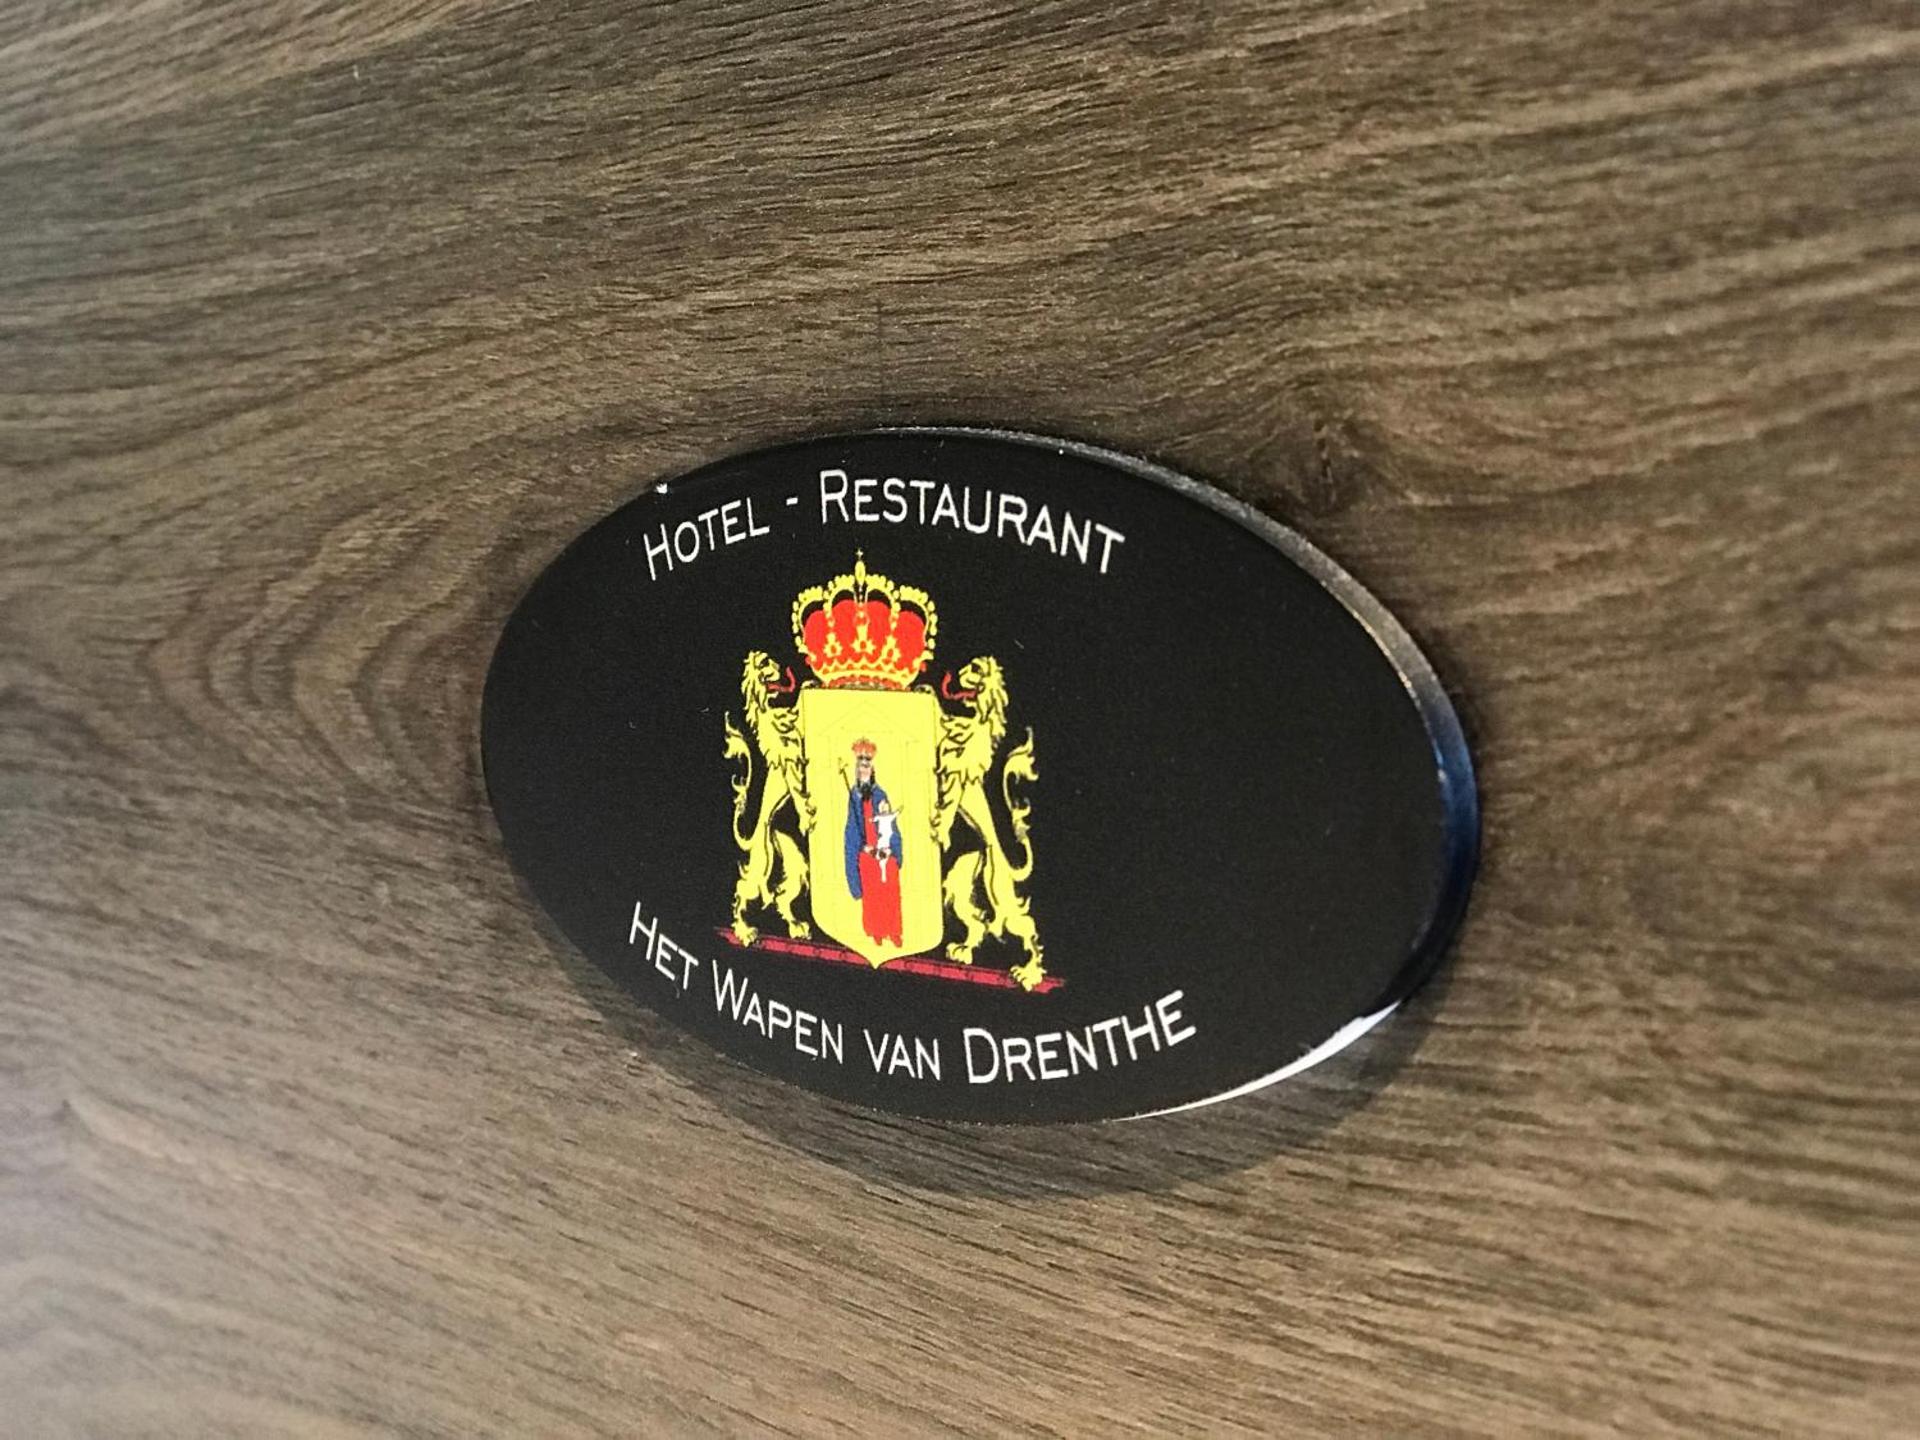 Hotel - Restaurant
Het Wapen van Drenthe